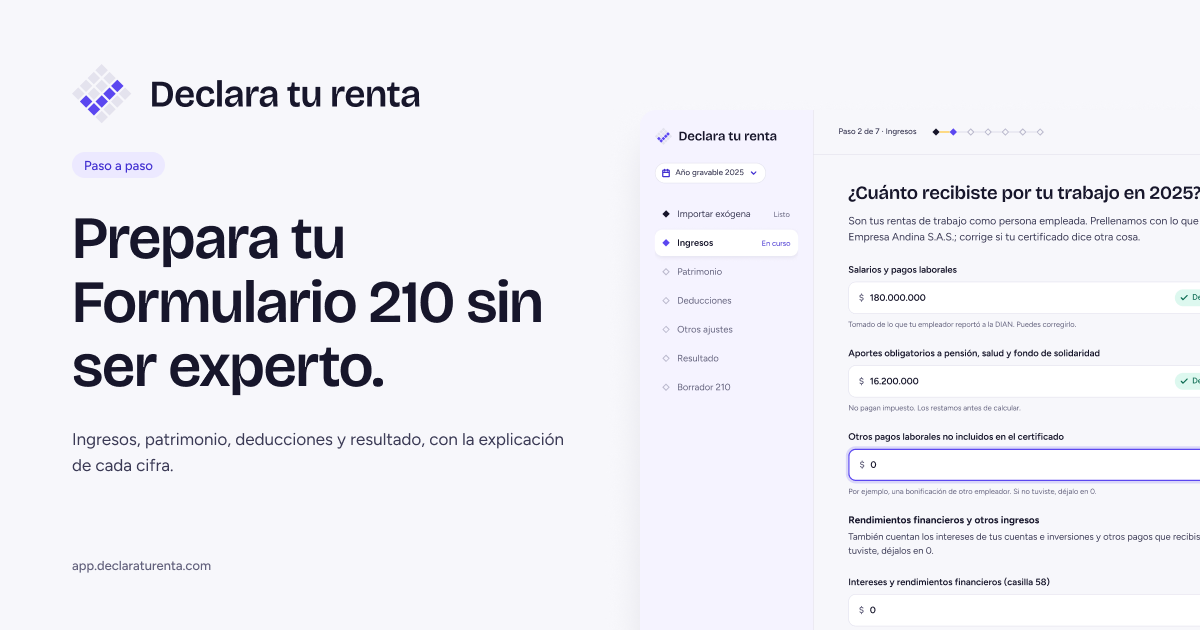 Declara tu renta
Paso a paso
Prepara tu
Formulario 210 sin
ser experto.
Ingresos, patrimonio, deducciones y resultado, con la explicación
de cada cifra.
app.declaraturenta.com
Declara tu renta
Año gravable 2025
Importar exógena Listo
Ingresos En curso
Patrimonio
Deducciones
Otros ajustes
Resultado
Borrador 210
Paso 2 de 7 · Ingresos
¿Cuánto recibiste por tu trabajo en 2025?
Son tus rentas de trabajo como persona empleada. Prellenamos con lo que
Empresa Andina S.A.S.; corrige si tu certificado dice otra cosa.
Salarios y pagos laborales
$ 180.000.000
Tomado de lo que tu empleador reportó a la DIAN. Puedes corregirlo.
Aportes obligatorios a pensión, salud y fondo de solidaridad
$ 16.200.000
No pagan impuesto. Los restamos antes de calcular.
Otros pagos laborales no incluidos en el certificado
$ 0
Por ejemplo, una bonificación de otro empleador. Si no tuviste, déjalo en 0.
Rendimientos financieros y otros ingresos
También cuentan los intereses de tus cuentas e inversiones y otros pagos que
tuviste, déjalos en 0.
Intereses y rendimientos financieros (casilla 58)
$ 0